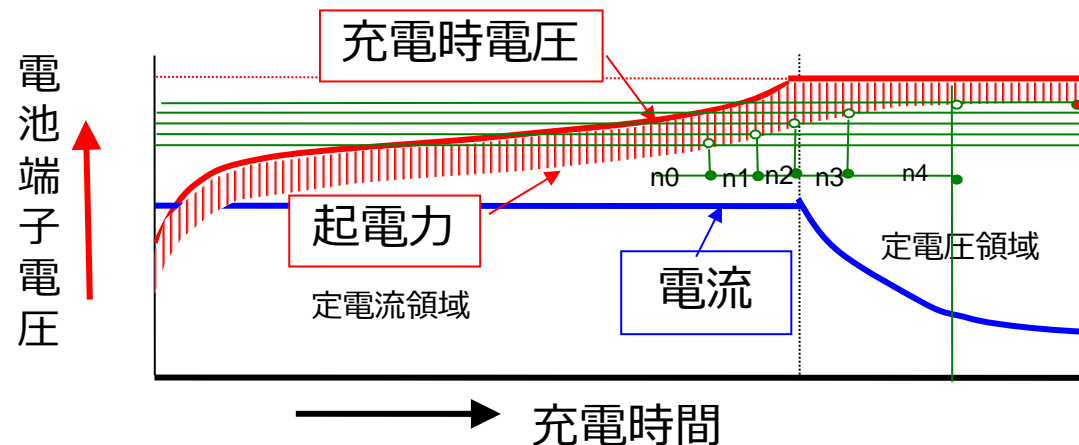 電池端子電圧
充電時電圧
n0 n1 n2 n3 n4
起電力
電流
定電圧領域
定電流領域
充電時間